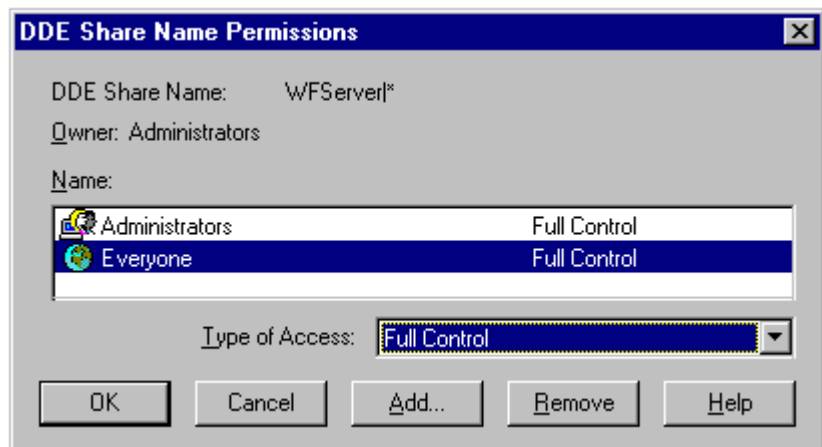 DDE Share Name Permissions
DDE Share Name: WFServer|*
Owner: Administrators
Name:
Administrators Full Control
Everyone Full Control
Type of Access: Full Control
OK Cancel Add... Remove Help